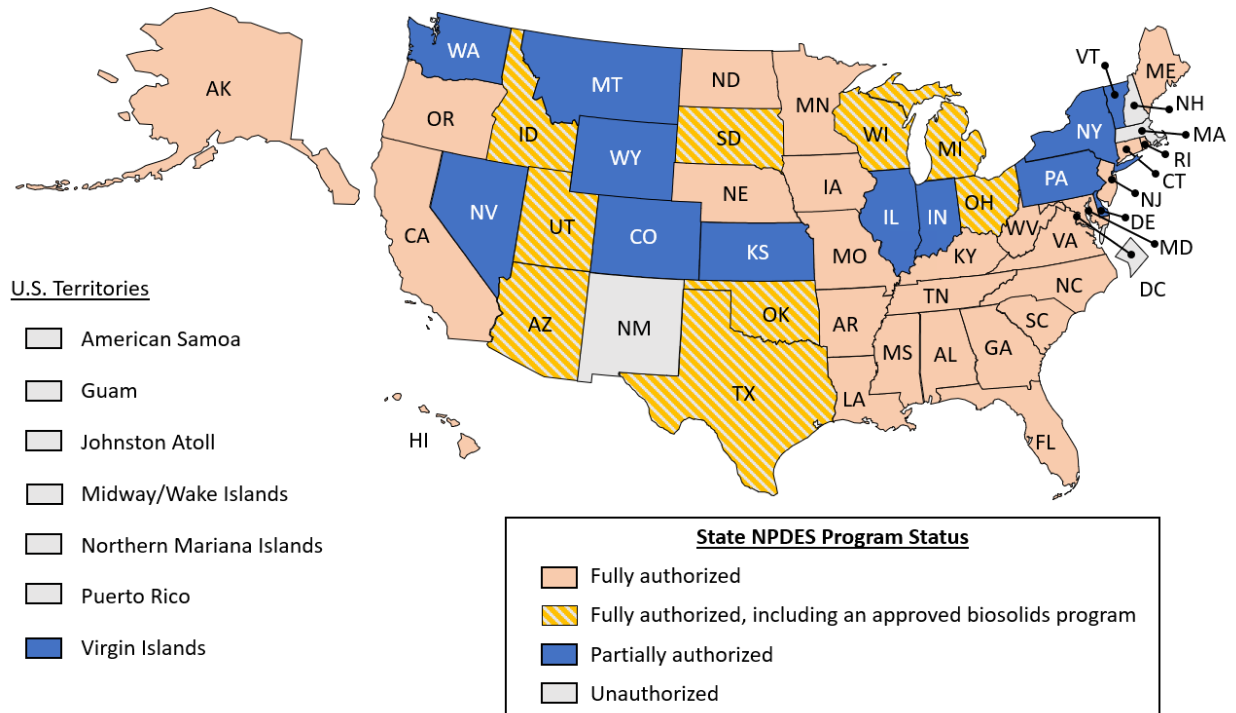 AK
WA
MT
ND
MN
VT
ME
NH
MA
RI
CT
NJ
DE
MD
DC
OR
ID
SD
WI
MI
NY
WY
NE
IA
PA
NV
UT
CO
KS
IL
IN
OH
WV
VA
CA
MO
KY
AZ
NM
OK
AR
TN
NC
SC
TX
LA
MS
AL
GA
FL
HI
U.S. Territories
American Samoa
Guam
Johnston Atoll
Midway/Wake Islands
Northern Mariana Islands
Puerto Rico
Virgin Islands
State NPDES Program Status
Fully authorized
Fully authorized, including an approved biosolids program
Partially authorized
Unauthorized